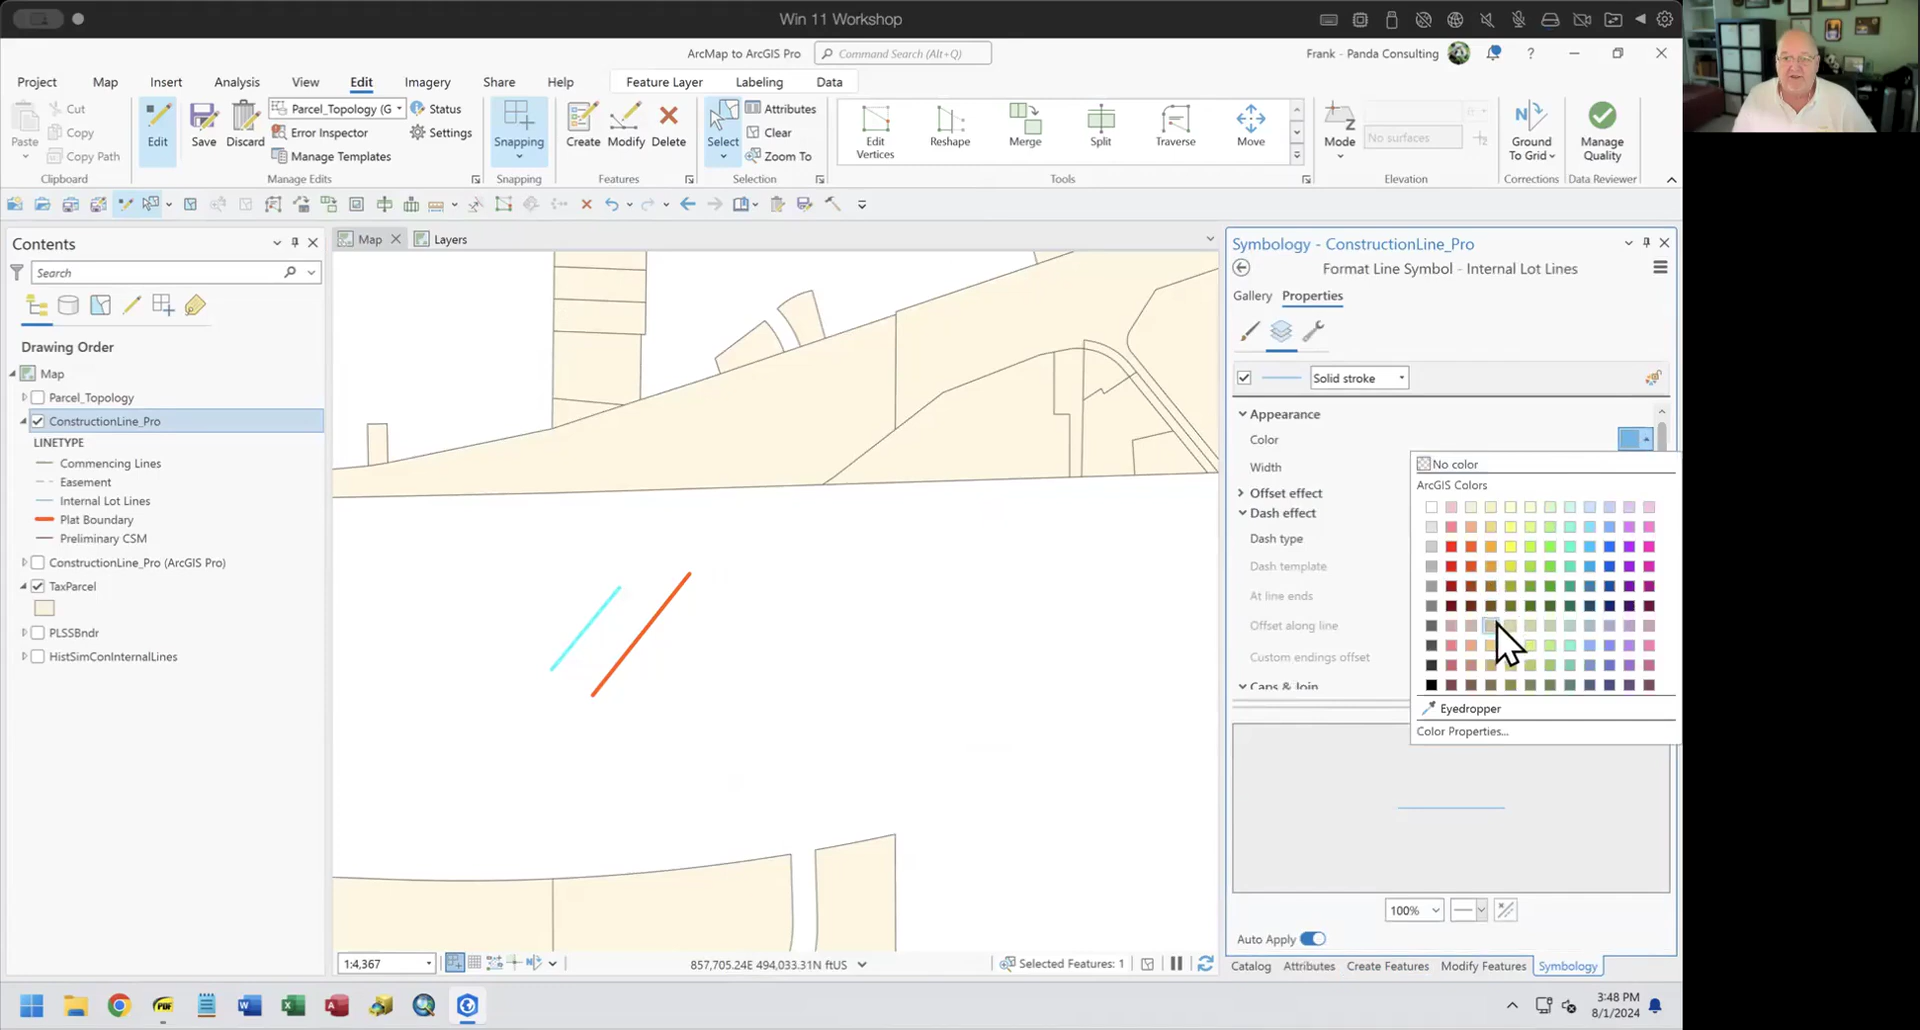 Win 11 Workshop
ArcMap to ArcGIS Pro
Command Search (Alt+Q)
Frank - Panda Consulting
?
Project
Map
Insert
Analysis
View
Edit
Imagery
Share
Help
Feature Layer
Labeling
Data
Paste
Cut
Copy
Copy Path
Clipboard
Edit
Save
Discard
Parcel_Topology (G
Error Inspector
Manage Templates
Status
Settings
Manage Edits
Snapping
Snapping
Create
Modify
Delete
Features
Select
Attributes
Clear
Zoom To
Selection
Edit
Vertices
Reshape
Merge
Split
Traverse
Move
Tools
Mode
No surfaces
Elevation
Ground
To Grid
Corrections
Manage
Quality
Data Reviewer
Contents
Search
Drawing Order
Map
Parcel_Topology
ConstructionLine_Pro
LINETYPE
Commencing Lines
Easement
Internal Lot Lines
Plat Boundary
Preliminary CSM
ConstructionLine_Pro (ArcGIS Pro)
TaxParcel
PLSSBndr
HistSimConInternalLines
Map
Layers
1:4,367
857,705.24E 494,033.31N ftUS
Selected Features: 1
Symbology - ConstructionLine_Pro
Format Line Symbol - Internal Lot Lines
Gallery
Properties
Solid stroke
Appearance
Color
Width
Offset effect
Dash effect
Dash type
Dash template
At line ends
Offset along line
Custom endings offset
Caps & Join
No color
ArcGIS Colors
Eyedropper
Color Properties...
100%
Auto Apply
Catalog
Attributes
Create Features
Modify Features
Symbology
PDF
3:48 PM
8/1/2024